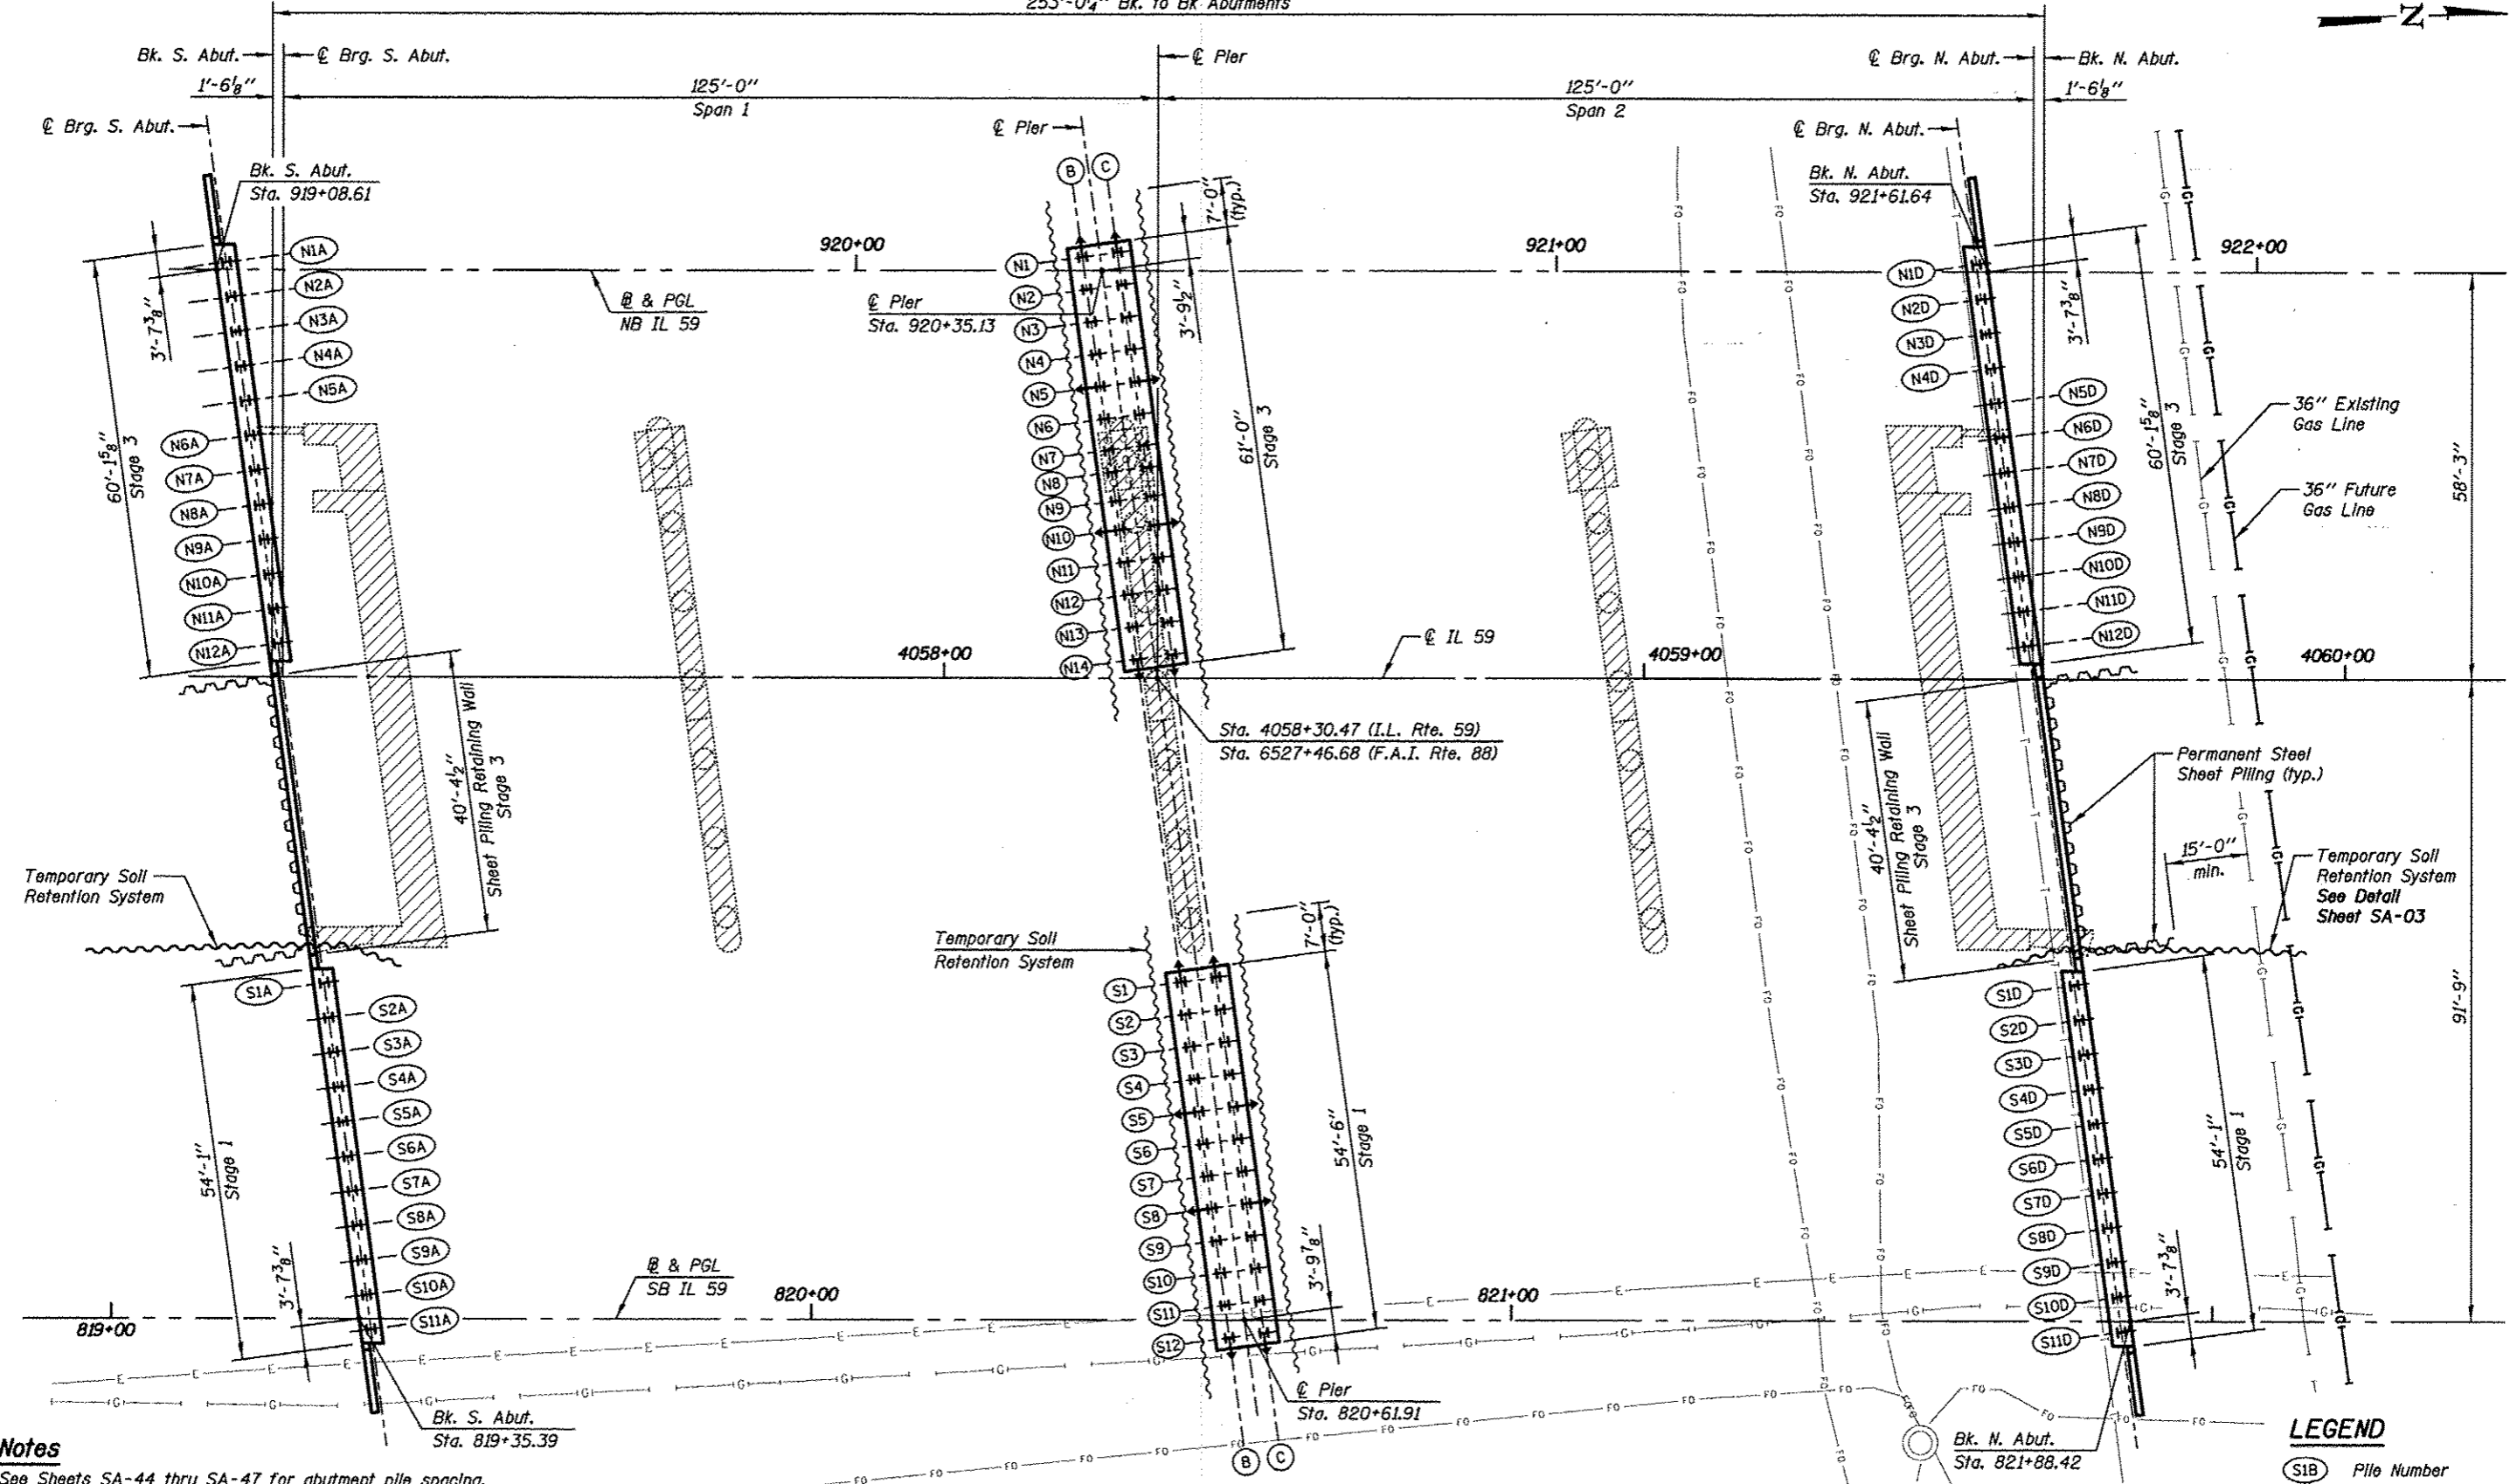 253'-0¼" Bk. to Bk Abutments
N
Bk. S. Abut.
℄ Brg. S. Abut.
℄ Pier
℄ Brg. N. Abut.
Bk. N. Abut.
1'-6⅛"
125'-0"
Span 1
125'-0"
Span 2
1'-6⅛"
℄ Brg. S. Abut.
℄ Pier
℄ Brg. N. Abut.
B
C
Bk. S. Abut.
Sta. 919+08.61
7'-0"
(typ.)
Bk. N. Abut.
Sta. 921+61.64
N1A
N2A
N3A
N4A
N5A
N6A
N7A
N8A
N9A
N10A
N11A
N12A
3'-7⅜"
60'-1⅝"
Stage 3
920+00
921+00
922+00
℄ & PGL
NB IL 59
℄ Pier
Sta. 920+35.13
N1
N2
N3
N4
N5
N6
N7
N8
N9
N10
N11
N12
N13
N14
3'-9½"
61'-0"
Stage 3
N1D
N2D
N3D
N4D
N5D
N6D
N7D
N8D
N9D
N10D
N11D
N12D
3'-7⅜"
60'-1⅝"
Stage 3
36" Existing
Gas Line
36" Future
Gas Line
58'-3"
4058+00
℄ IL 59
4059+00
4060+00
Sta. 4058+30.47 (I.L. Rte. 59)
Sta. 6527+46.68 (F.A.I. Rte. 88)
40'-4½"
Sheet Piling Retaining Wall
Stage 3
40'-4½"
Sheet Piling Retaining Wall
Stage 3
Permanent Steel
Sheet Piling (typ.)
15'-0"
min.
Temporary Soil
Retention System
See Detail
Sheet SA-03
Temporary Soil
Retention System
Temporary Soil
Retention System
7'-0"
(typ.)
91'-9"
S1A
S2A
S3A
S4A
S5A
S6A
S7A
S8A
S9A
S10A
S11A
54'-1"
Stage 1
3'-7⅜"
S1
S2
S3
S4
S5
S6
S7
S8
S9
S10
S11
S12
54'-6"
Stage 1
3'-9⅞"
S1D
S2D
S3D
S4D
S5D
S6D
S7D
S8D
S9D
S10D
S11D
54'-1"
Stage 1
3'-7⅜"
℄ & PGL
SB IL 59
819+00
820+00
821+00
℄ Pier
Sta. 820+61.91
Bk. S. Abut.
Sta. 819+35.39
B
C
Bk. N. Abut.
Sta. 821+88.42
Notes
See Sheets SA-44 thru SA-47 for abutment pile spacing.
LEGEND
S1B Pile Number